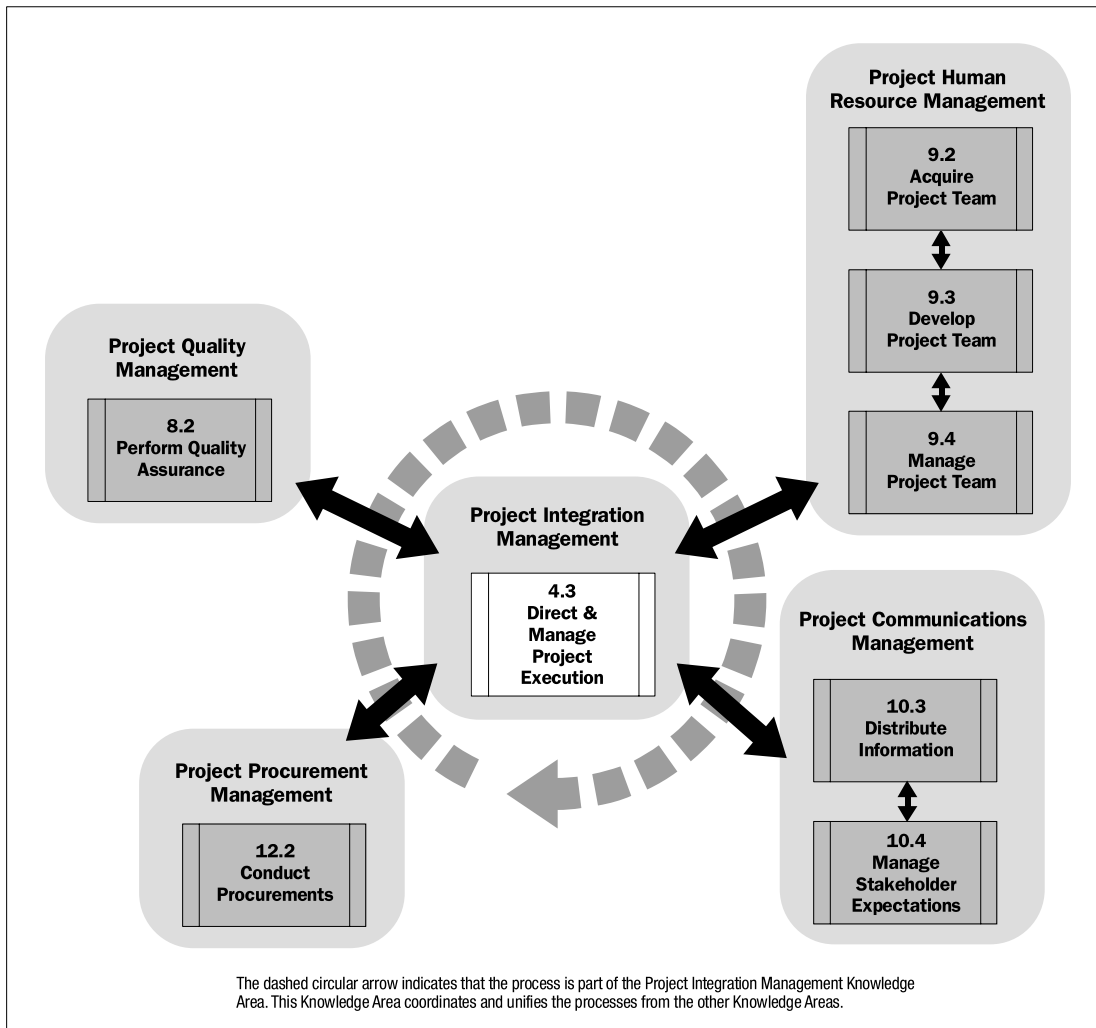 Project Human
Resource Management
9.2
Acquire
Project Team
9.3
Develop
Project Team
9.4
Manage
Project Team
Project Quality
Management
8.2
Perform Quality
Assurance
Project Integration
Management
4.3
Direct &
Manage
Project
Execution
Project Communications
Management
10.3
Distribute
Information
10.4
Manage
Stakeholder
Expectations
Project Procurement
Management
12.2
Conduct
Procurements
The dashed circular arrow indicates that the process is part of the Project Integration Management Knowledge
Area. This Knowledge Area coordinates and unifies the processes from the other Knowledge Areas.